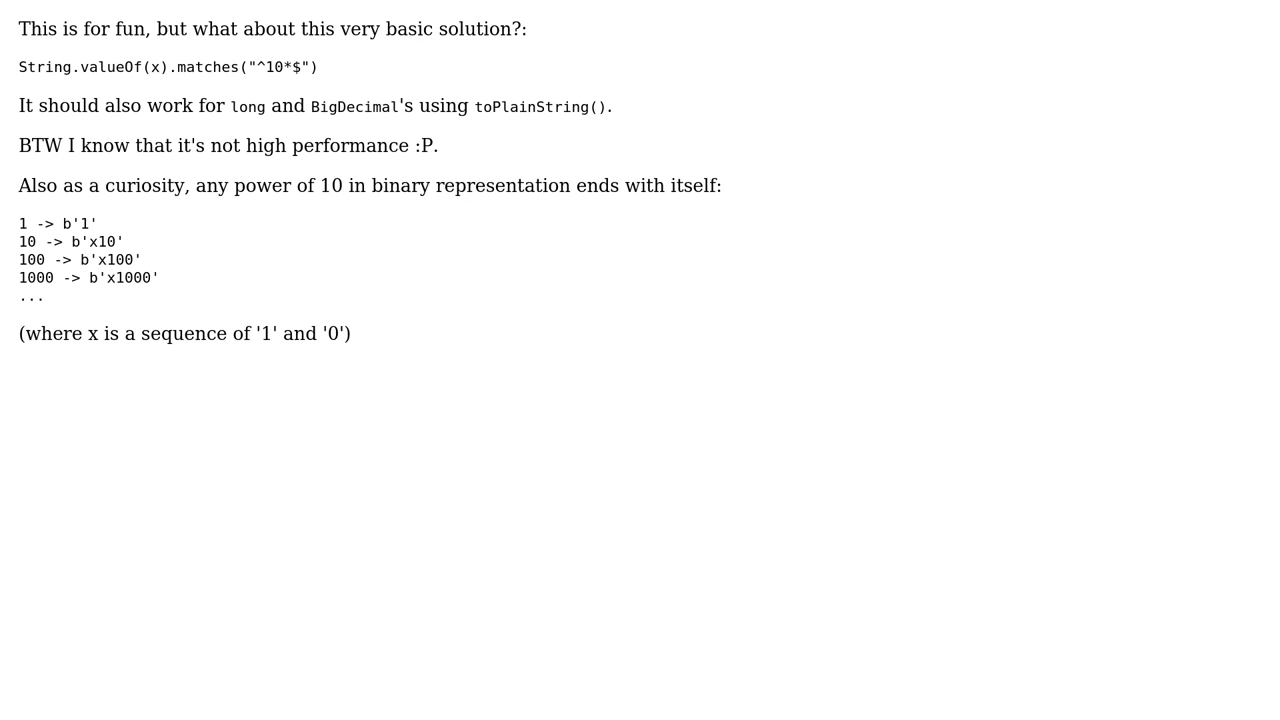 This is for fun, but what about this very basic solution?:
String.valueOf(x).matches("^10*$")
It should also work for long and BigDecimal's using toPlainString().
BTW I know that it's not high performance :P.
Also as a curiosity, any power of 10 in binary representation ends with itself:
1 -> b'1'
10 -> b'x10'
100 -> b'x100'
1000 -> b'x1000'
...
(where x is a sequence of '1' and '0')